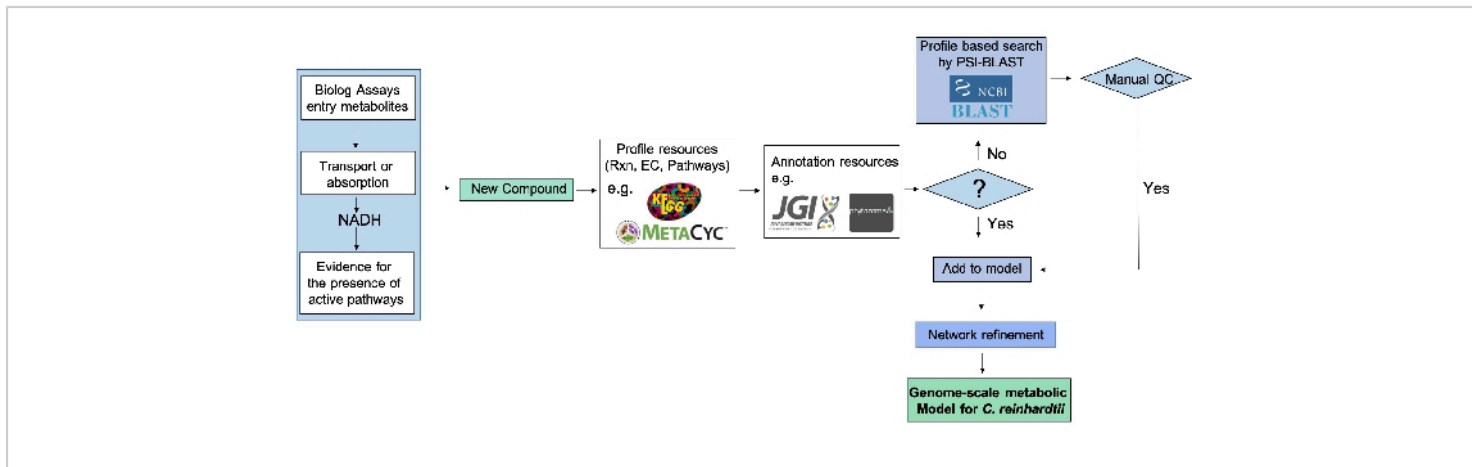 Biolog Assays
entry metabolites
Transport or
absorption
NADH
Evidence for
the presence of
active pathways
New Compound
Profile resources
(Rxn, EC, Pathways)
e.g.
KEGG
METACYC
Annotation resources
e.g.
JGI
Profile based search
by PSI-BLAST
NCBI
BLAST
Manual QC
No
?
Yes
Yes
Add to model
Network refinement
Genome-scale metabolic
Model for C. reinhardtii